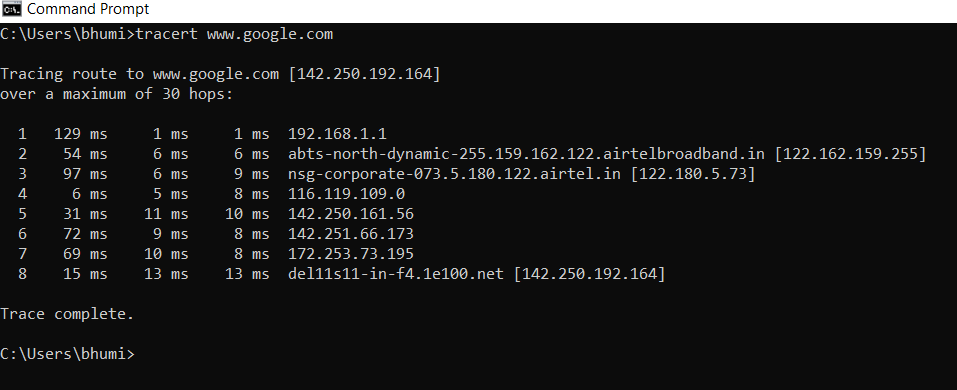 Command Prompt
C:\Users\bhumi>tracert www.google.com
Tracing route to www.google.com [142.250.192.164]
over a maximum of 30 hops:
1 129 ms 1 ms 1 ms 192.168.1.1
2 54 ms 6 ms 6 ms abts-north-dynamic-255.159.162.122.airtelbroadband.in [122.162.159.255]
3 97 ms 6 ms 9 ms nsg-corporate-073.5.180.122.airtel.in [122.180.5.73]
4 6 ms 5 ms 8 ms 116.119.109.0
5 31 ms 11 ms 10 ms 142.250.161.56
6 72 ms 9 ms 8 ms 142.251.66.173
7 69 ms 10 ms 8 ms 172.253.73.195
8 15 ms 13 ms 13 ms del11s11-in-f4.1e100.net [142.250.192.164]
Trace complete.
C:\Users\bhumi>